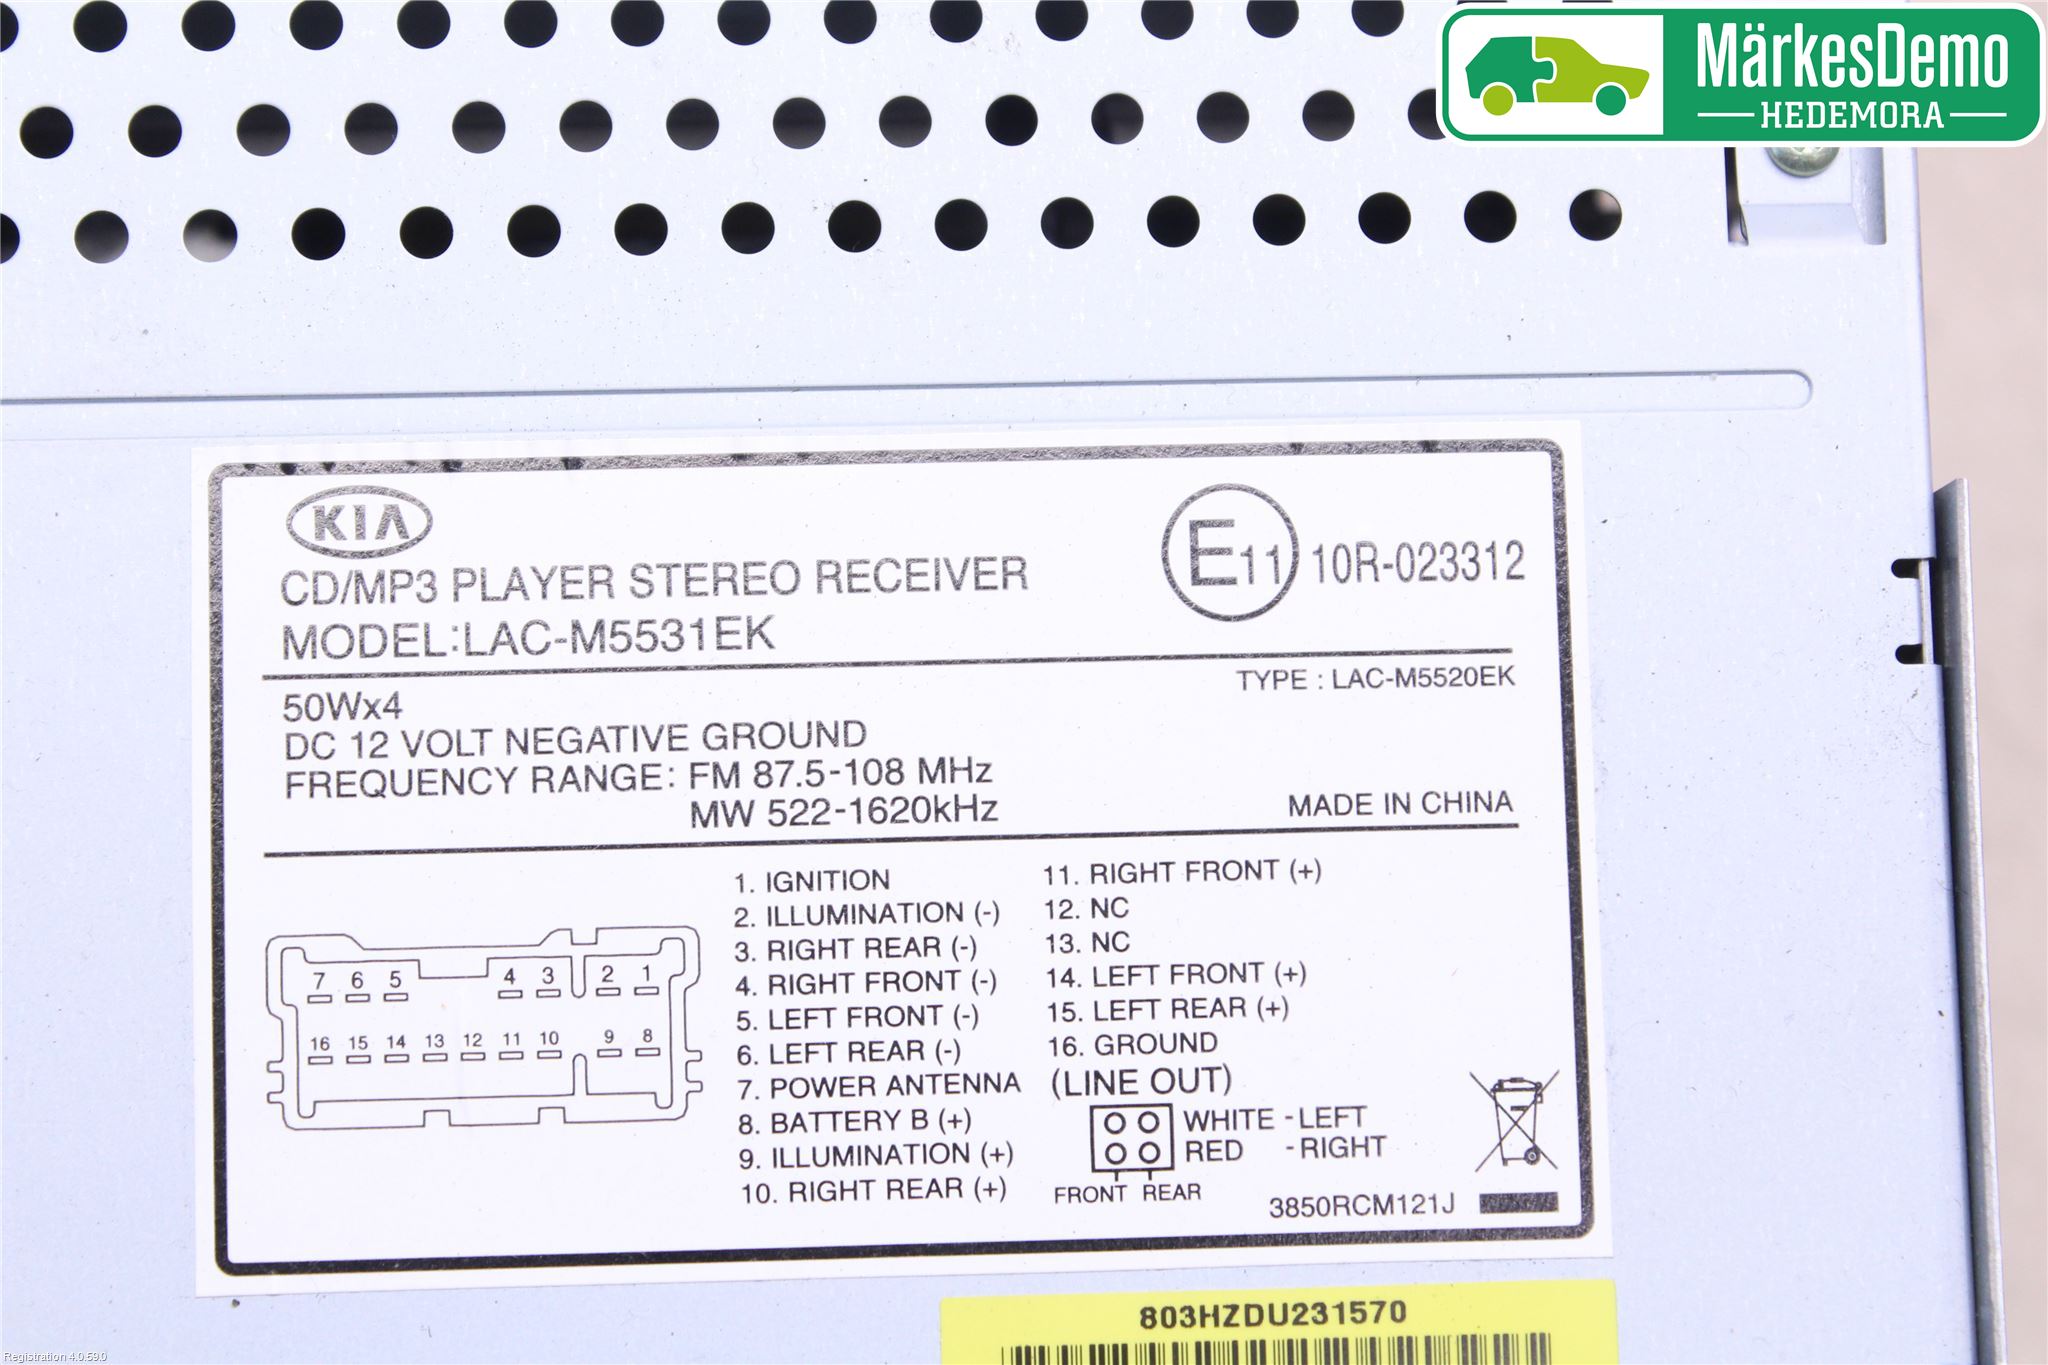 MärkesDemo
HEDEMORA
KIA
CD/MP3 PLAYER STEREO RECEIVER
MODEL:LAC-M5531EK
E11 10R-023312
TYPE : LAC-M5520EK
50Wx4
DC 12 VOLT NEGATIVE GROUND
FREQUENCY RANGE: FM 87.5-108 MHz
MW 522-1620kHz
MADE IN CHINA
7 6 5 4 3 2 1
16 15 14 13 12 11 10 9 8
1. IGNITION
2. ILLUMINATION (-)
3. RIGHT REAR (-)
4. RIGHT FRONT (-)
5. LEFT FRONT (-)
6. LEFT REAR (-)
7. POWER ANTENNA
8. BATTERY B (+)
9. ILLUMINATION (+)
10. RIGHT REAR (+)
11. RIGHT FRONT (+)
12. NC
13. NC
14. LEFT FRONT (+)
15. LEFT REAR (+)
16. GROUND
(LINE OUT)
WHITE -LEFT
RED -RIGHT
FRONT REAR
3850RCM121J
803HZDU231570
Registration 4.0.59.0